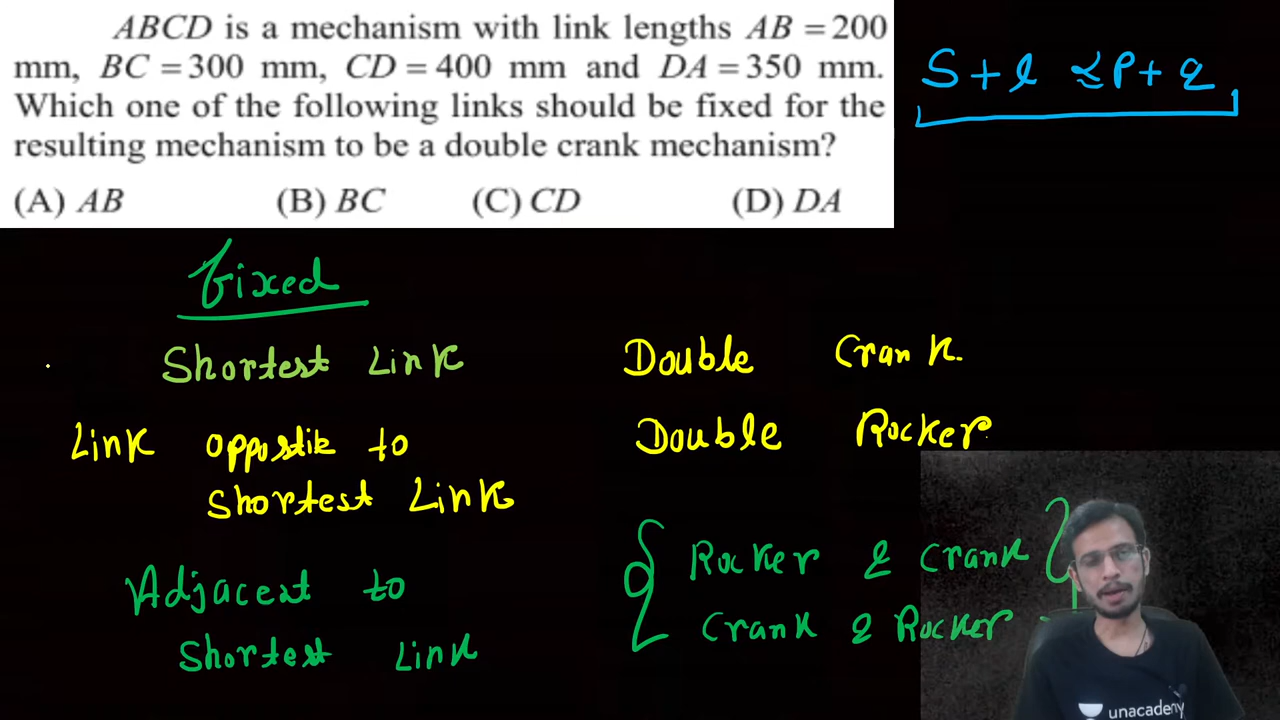 ABCD is a mechanism with link lengths AB = 200
mm, BC = 300 mm, CD = 400 mm and DA = 350 mm.
Which one of the following links should be fixed for the
resulting mechanism to be a double crank mechanism?
(A) AB (B) BC (C) CD (D) DA
S + l ≤ P + q
fixed
Shortest Link Double Crank.
Link oppostie to Double Rocker
Shortest Link
Adjacent to Rocker & Crank
Shortest Link Crank & Rocker
unacademy